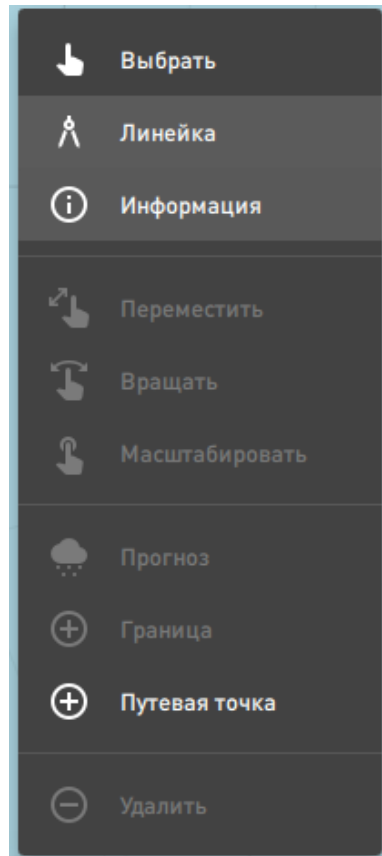 Выбрать
Линейка
Информация
Переместить
Вращать
Масштабировать
Прогноз
Граница
Путевая точка
Удалить